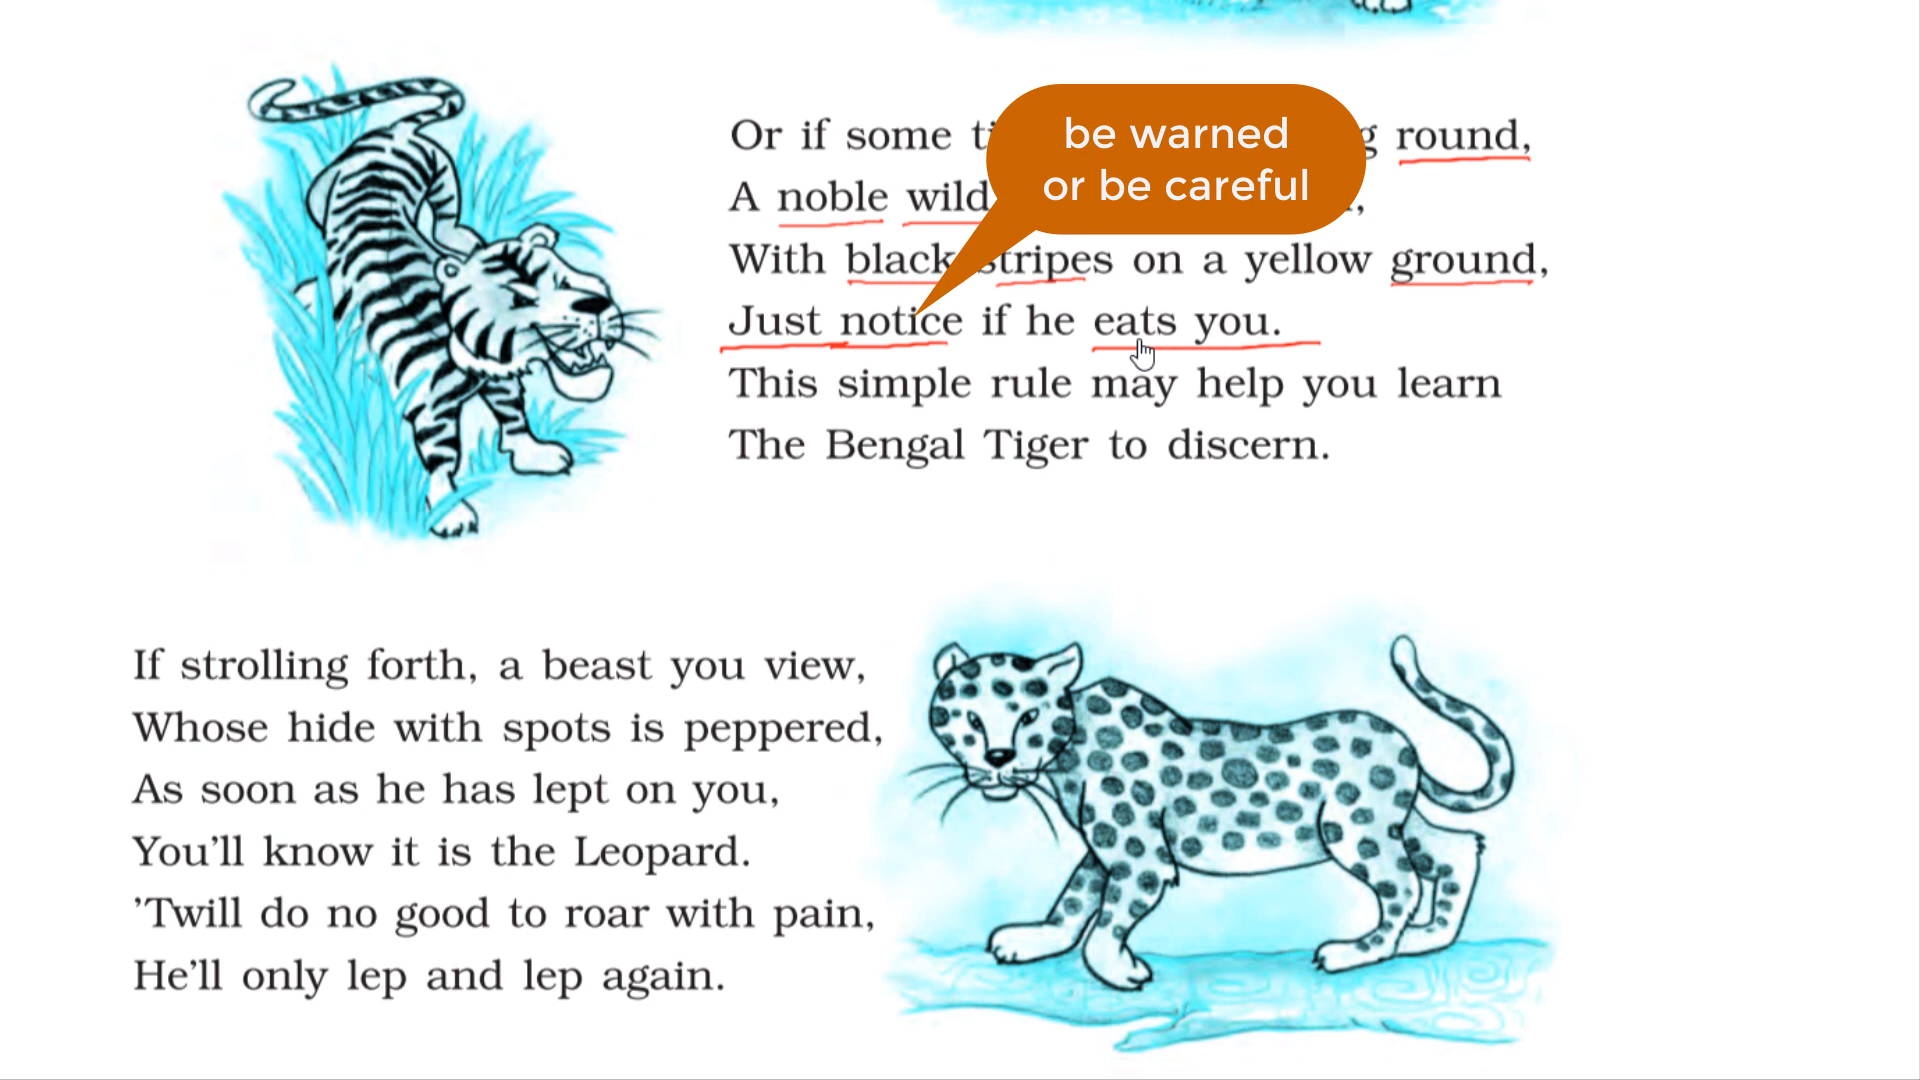 Or if some
be warned
or be careful
round,
A noble wild
With black stripes on a yellow ground,
Just notice if he eats you.
This simple rule may help you learn
The Bengal Tiger to discern.
If strolling forth, a beast you view,
Whose hide with spots is peppered,
As soon as he has lept on you,
You'll know it is the Leopard.
'Twill do no good to roar with pain,
He'll only lep and lep again.